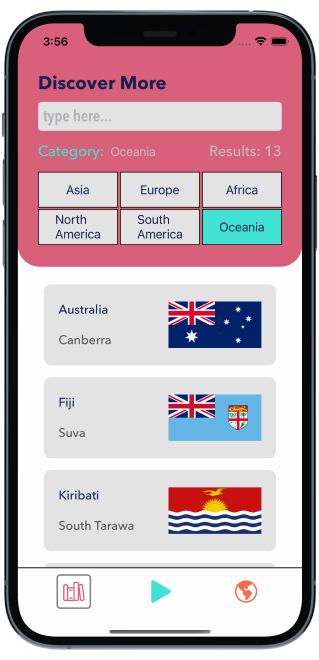 3:56
Discover More
type here...
Category: Oceania Results: 13
Asia Europe Africa
North America South America Oceania
Australia
Canberra
Fiji
Suva
Kiribati
South Tarawa